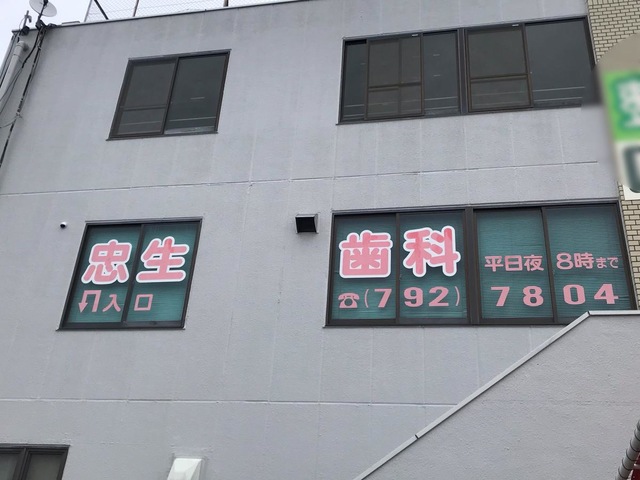 忠生
入口
歯科
平日夜8時まで
☎(792)7804